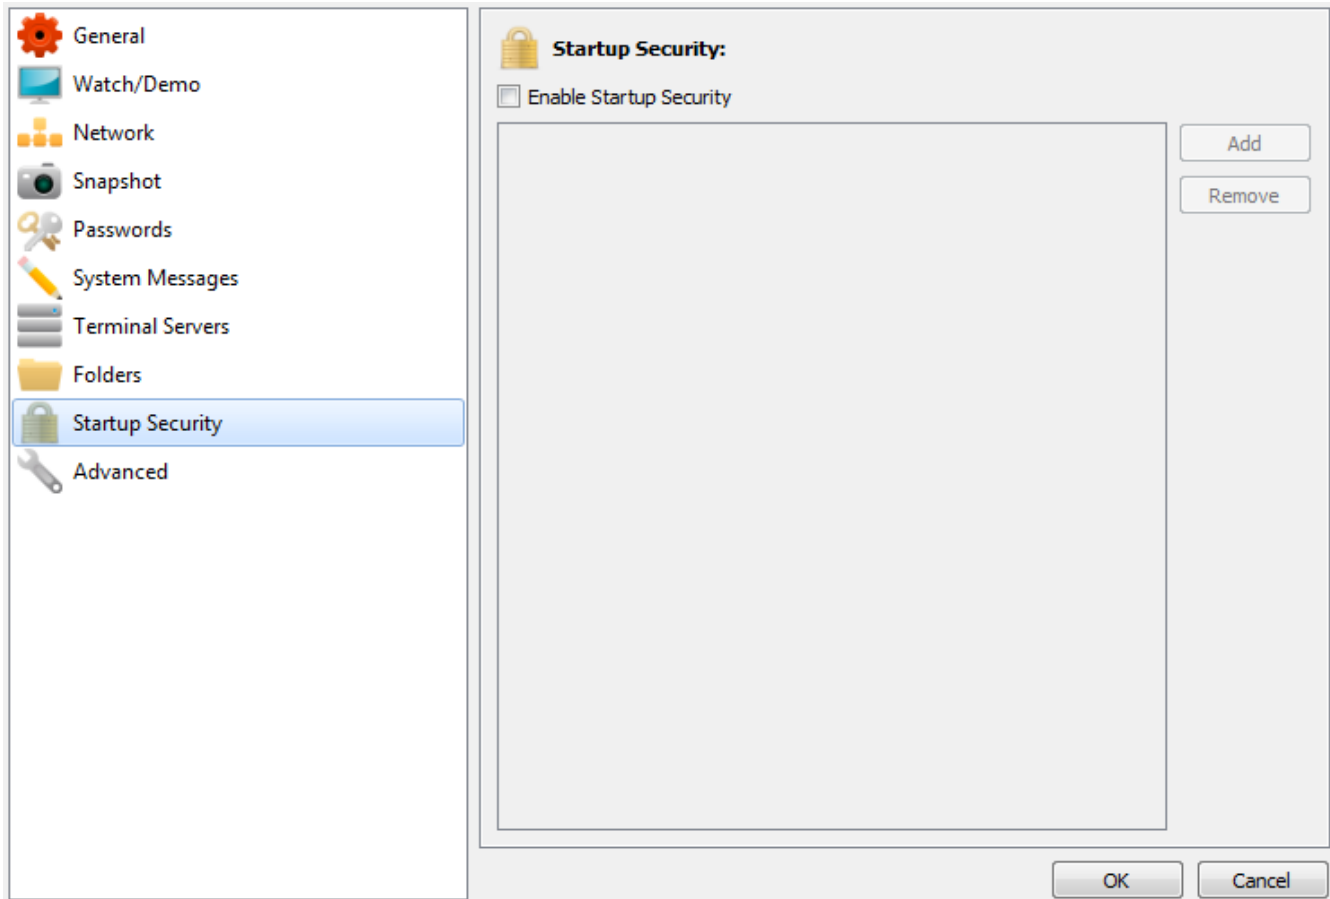 General
Watch/Demo
Network
Snapshot
Passwords
System Messages
Terminal Servers
Folders
Startup Security
Advanced
Startup Security:
Enable Startup Security
Add
Remove
OK
Cancel